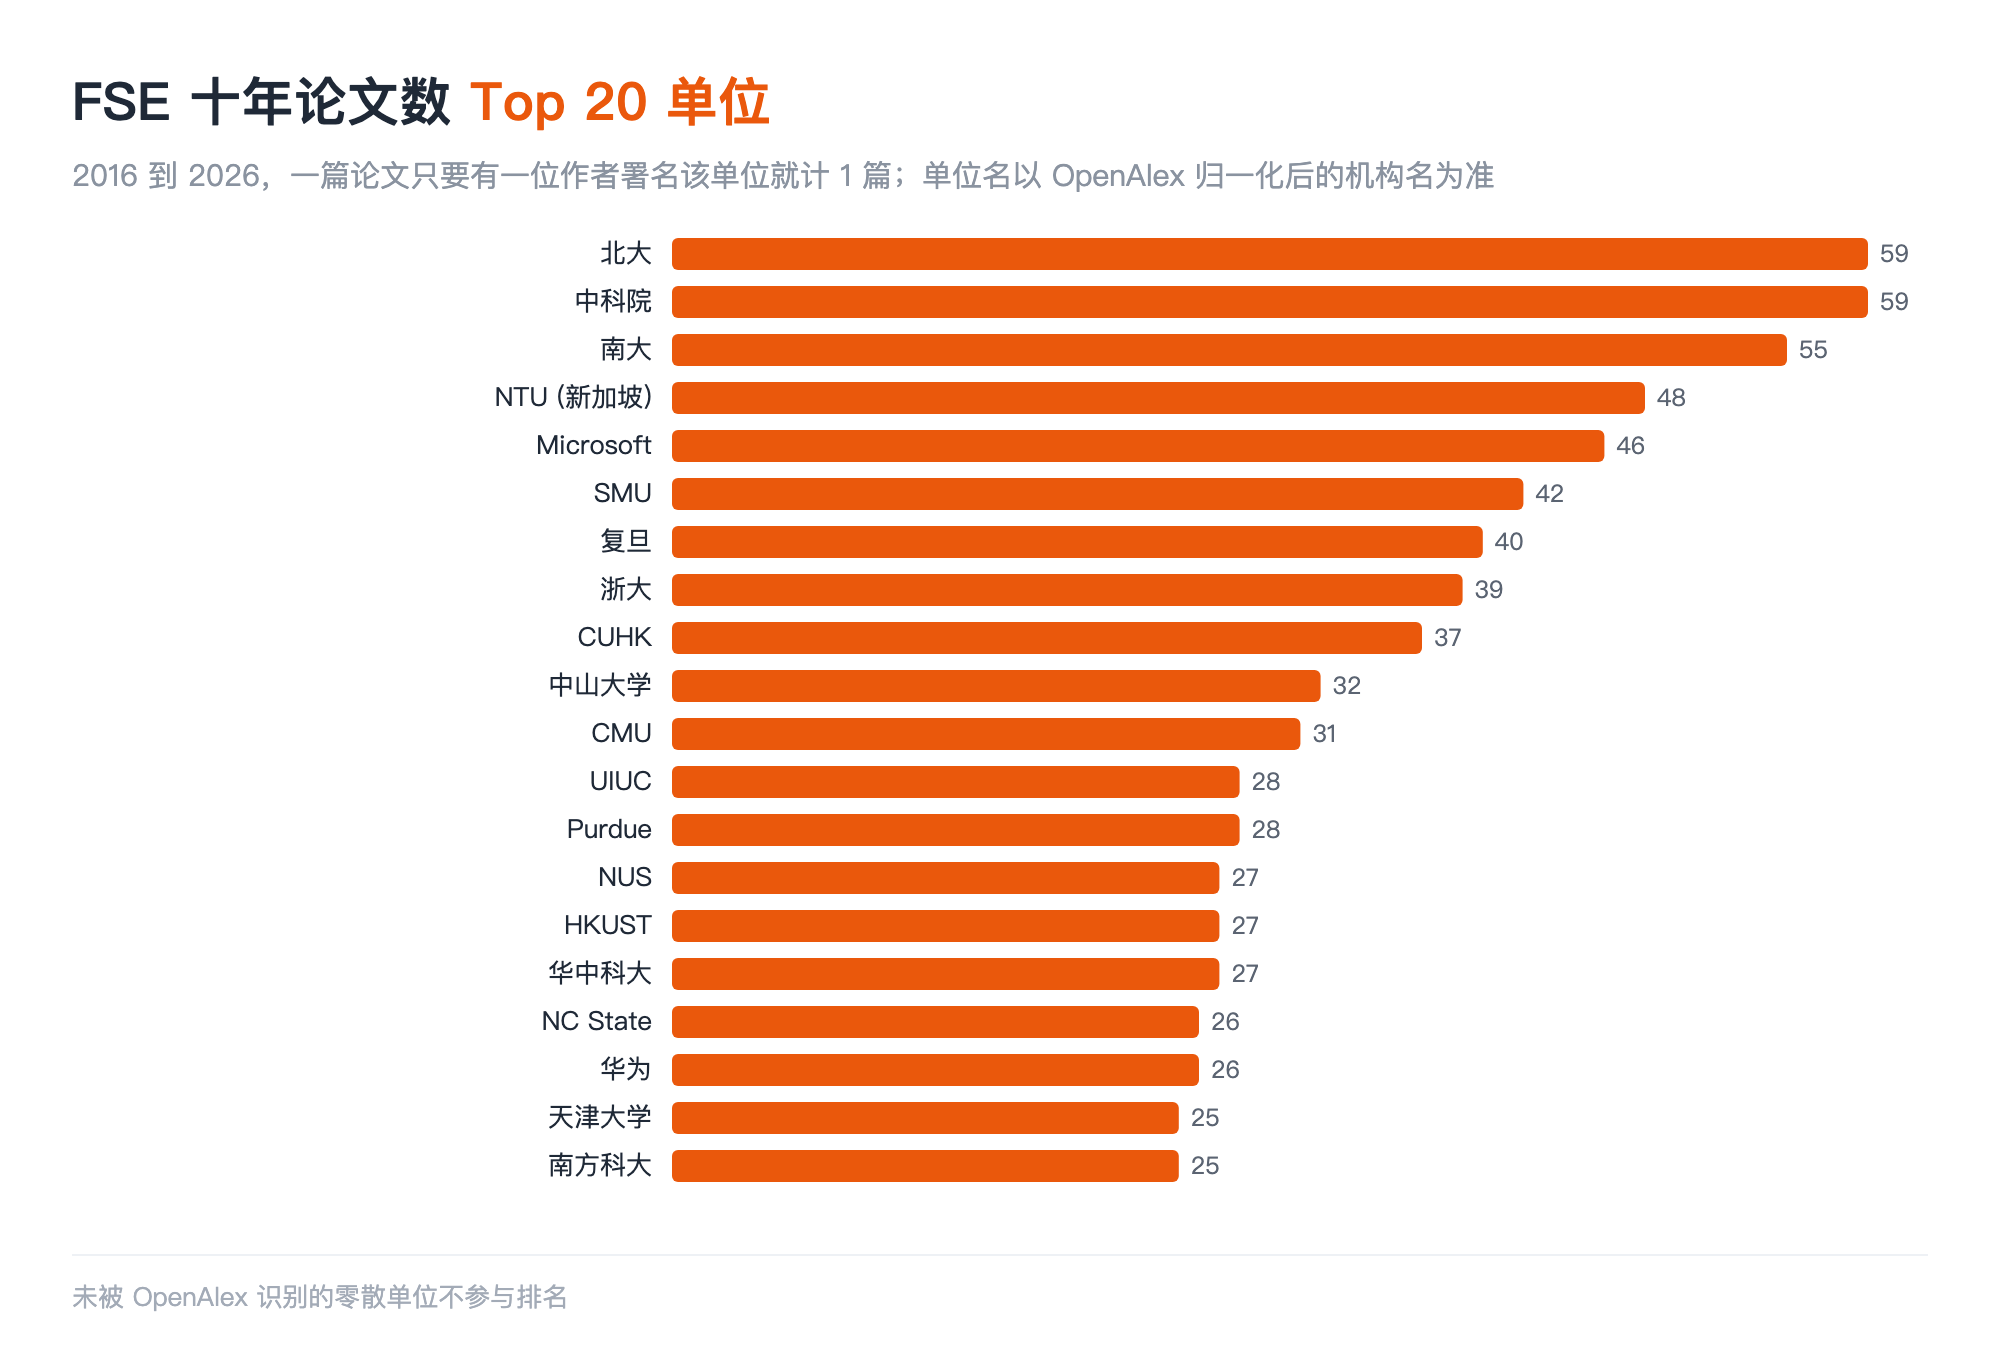 FSE 十年论文数 Top 20 单位
2016 到 2026，一篇论文只要有一位作者署名该单位就计 1 篇；单位名以 OpenAlex 归一化后的机构名为准
北大 59
中科院 59
南大 55
NTU (新加坡) 48
Microsoft 46
SMU 42
复旦 40
浙大 39
CUHK 37
中山大学 32
CMU 31
UIUC 28
Purdue 28
NUS 27
HKUST 27
华中科大 27
NC State 26
华为 26
天津大学 25
南方科大 25
未被 OpenAlex 识别的零散单位不参与排名